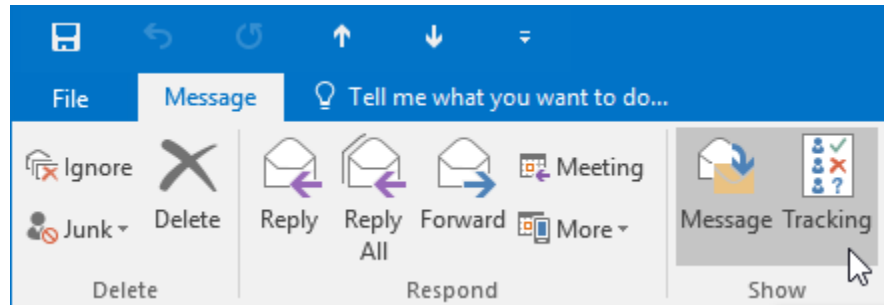 File Message Tell me what you want to do...
Ignore Delete Reply Reply All Forward Meeting Message Tracking
Junk More
Delete Respond Show